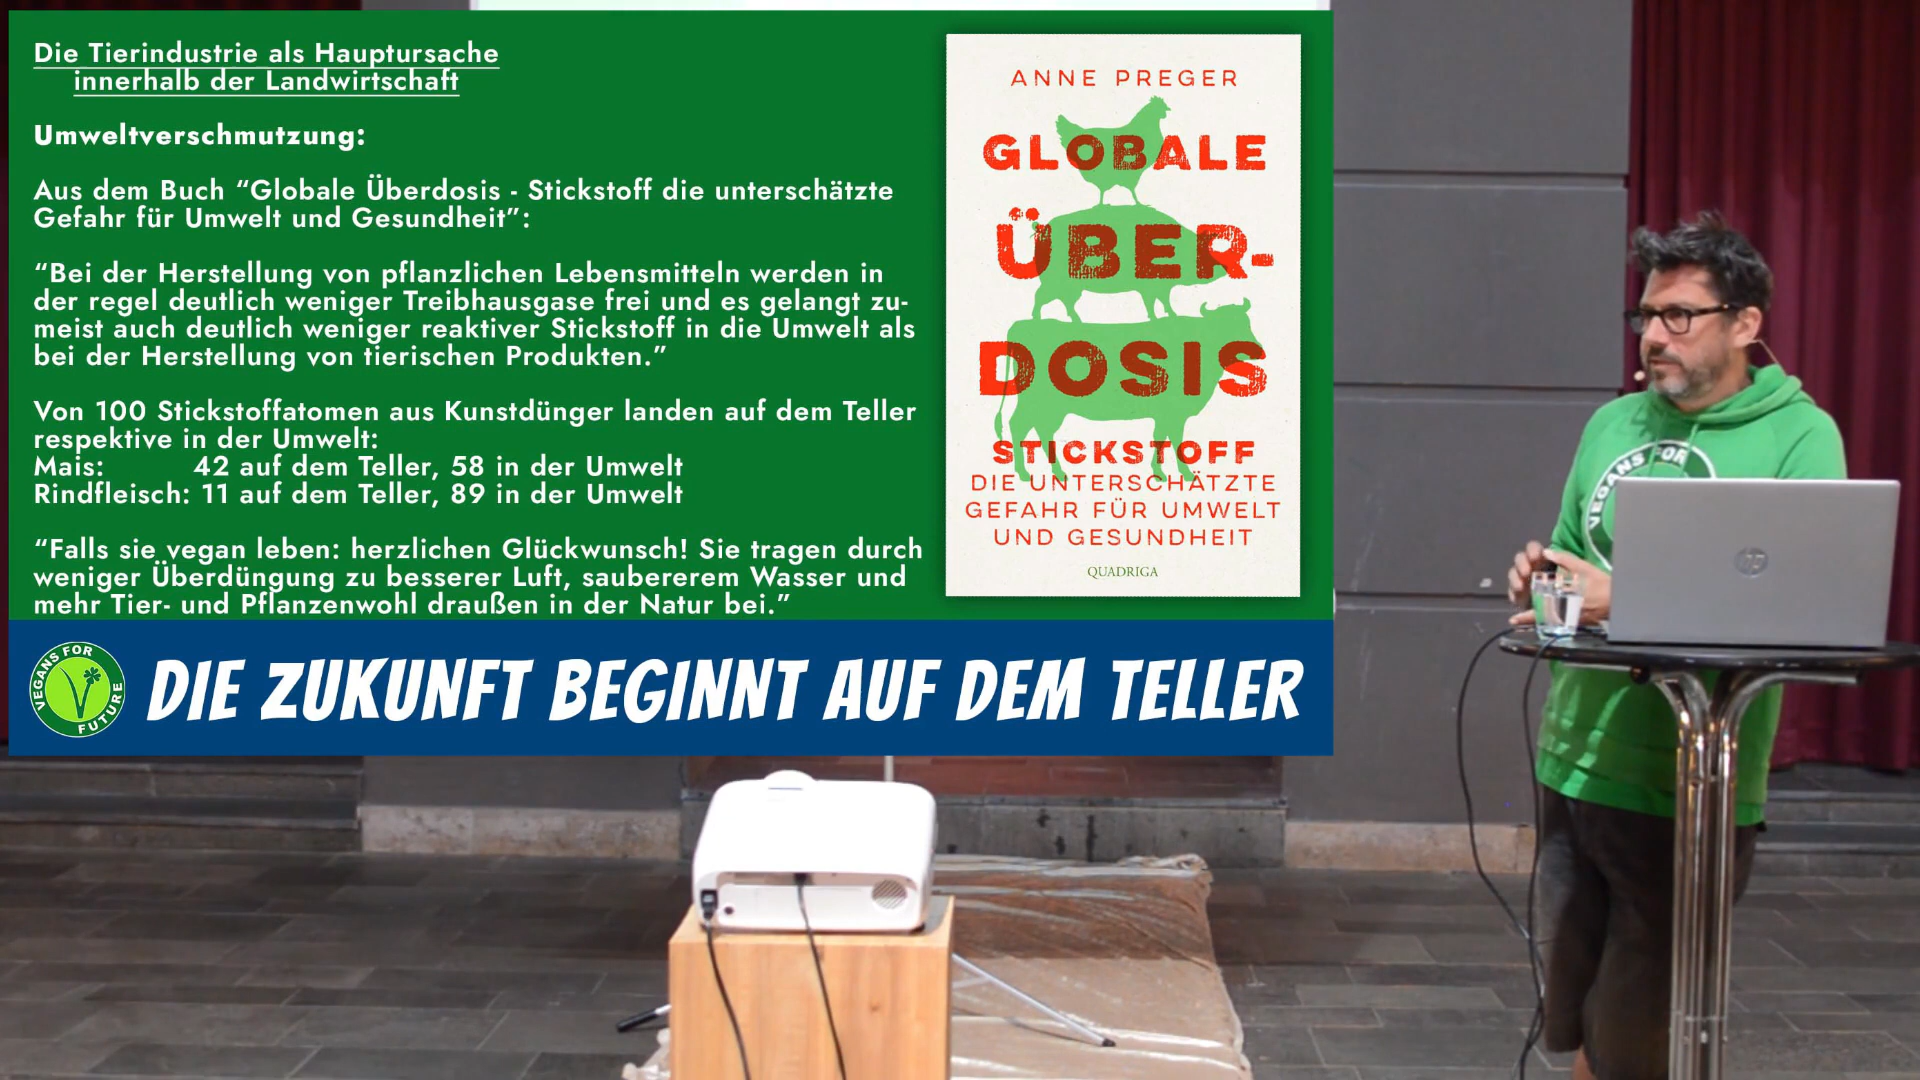 Die Tierindustrie als Hauptursache
innerhalb der Landwirtschaft
Umweltverschmutzung:
Aus dem Buch “Globale Überdosis - Stickstoff die unterschätzte
Gefahr für Umwelt und Gesundheit”:
“Bei der Herstellung von pflanzlichen Lebensmitteln werden in
der regel deutlich weniger Treibhausgase frei und es gelangt zu-
meist auch deutlich weniger reaktiver Stickstoff in die Umwelt als
bei der Herstellung von tierischen Produkten.”
Von 100 Stickstoffatomen aus Kunstdünger landen auf dem Teller
respektive in der Umwelt:
Mais: 42 auf dem Teller, 58 in der Umwelt
Rindfleisch: 11 auf dem Teller, 89 in der Umwelt
“Falls sie vegan leben: herzlichen Glückwunsch! Sie tragen durch
weniger Überdüngung zu besserer Luft, saubererem Wasser und
mehr Tier- und Pflanzenwohl draußen in der Natur bei.”
ANNE PREGER
GLOBALE
ÜBER-
DOSIS
STICKSTOFF
DIE UNTERSCHÄTZTE
GEFAHR FÜR UMWELT
UND GESUNDHEIT
QUADRIGA
VEGANS FOR
FUTURE
DIE ZUKUNFT BEGINNT AUF DEM TELLER
VEGANS FOR
hp